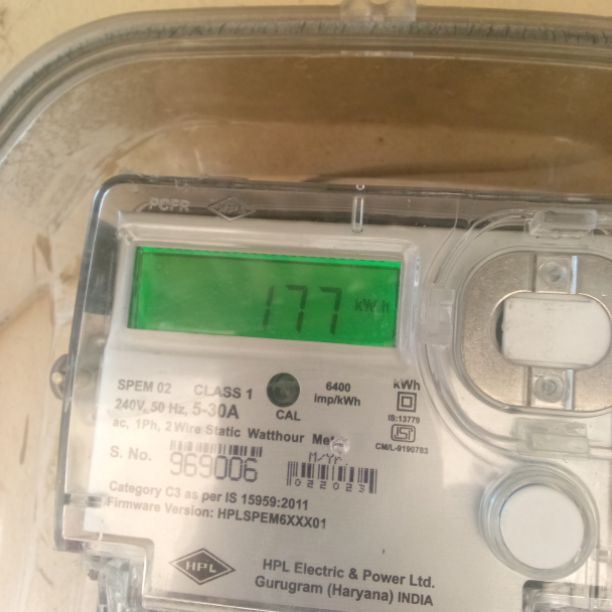 PCFR HPL
177 kWh
SPEM 02 CLASS 1 6400 kWh
240V, 50 Hz, 5-30A CAL imp/kWh
IS:13779
ac, 1Ph, 2 Wire Static Watthour
CM/L-9190783
S. No. 969006 M/Yr.
022023
Category C3 as per IS 15959:2011
Firmware Version: HPLSPEM6XXX01
HPL HPL Electric & Power Ltd.
Gurugram (Haryana) INDIA